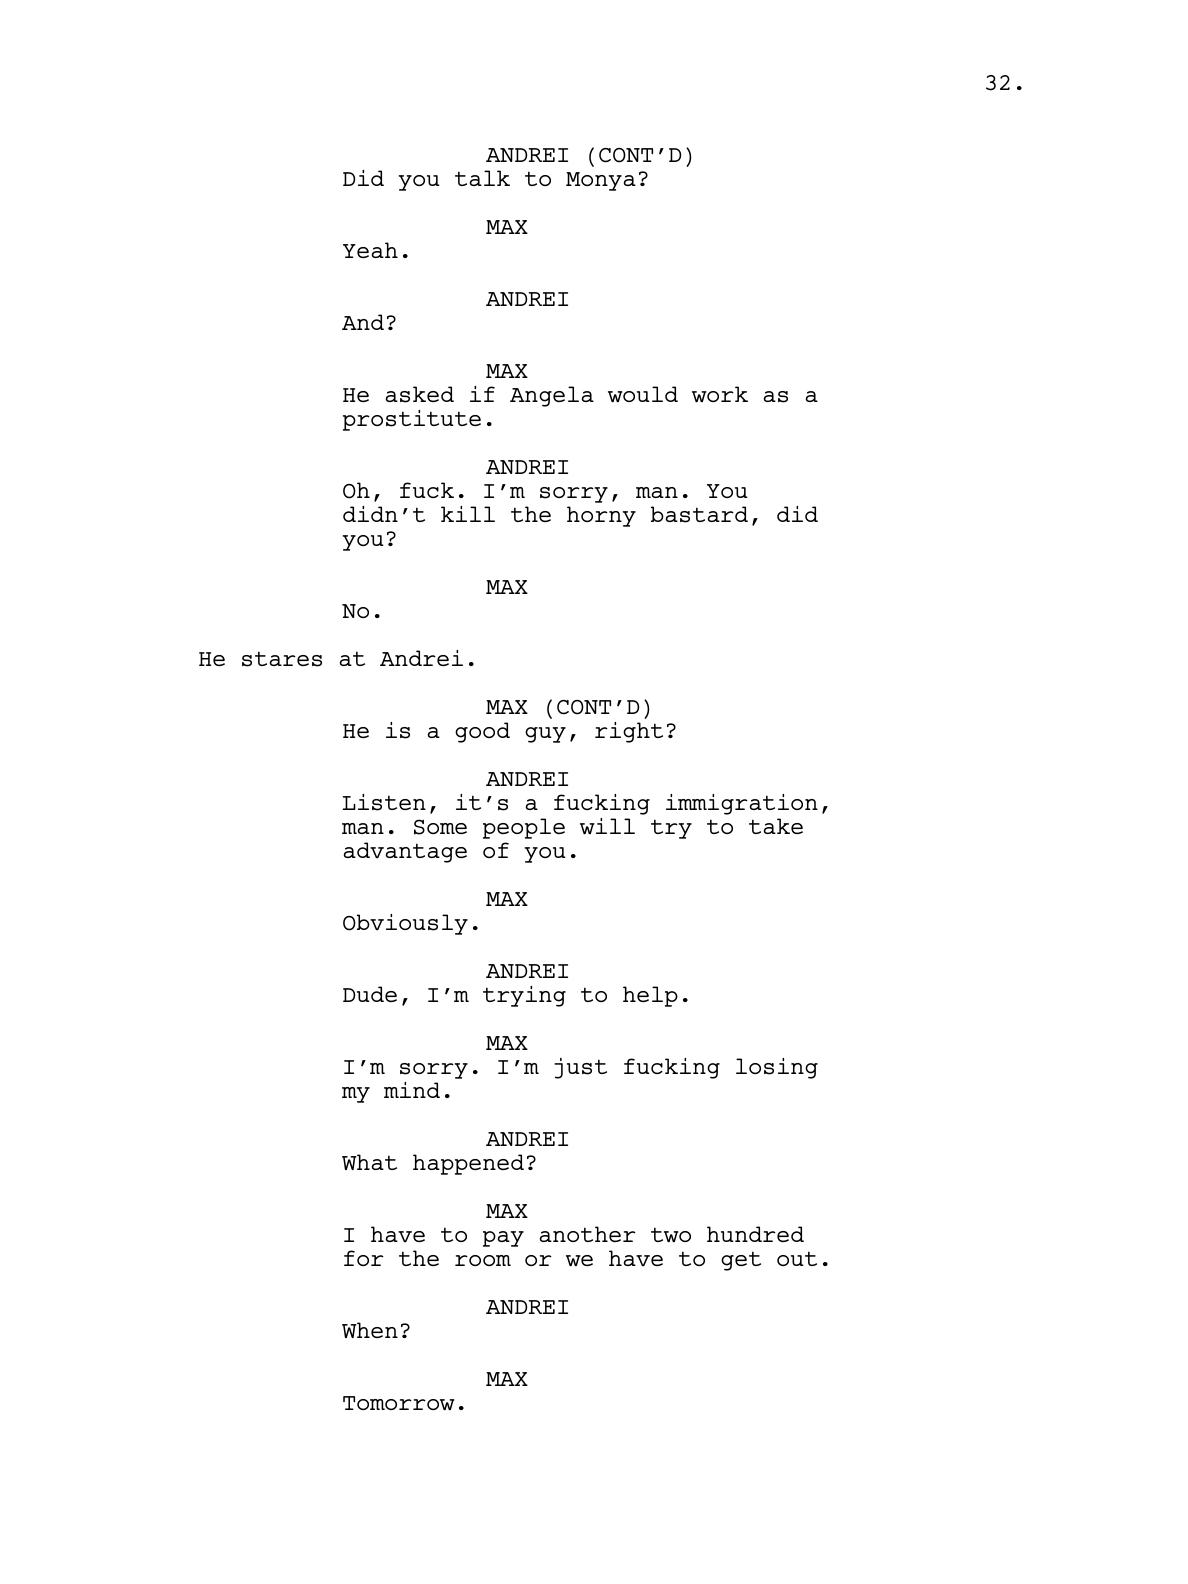 32.
ANDREI (CONT’D)
Did you talk to Monya?
MAX
Yeah.
ANDREI
And?
MAX
He asked if Angela would work as a
prostitute.
ANDREI
Oh, fuck. I’m sorry, man. You
didn’t kill the horny bastard, did
you?
MAX
No.
He stares at Andrei.
MAX (CONT’D)
He is a good guy, right?
ANDREI
Listen, it’s a fucking immigration,
man. Some people will try to take
advantage of you.
MAX
Obviously.
ANDREI
Dude, I’m trying to help.
MAX
I’m sorry. I’m just fucking losing
my mind.
ANDREI
What happened?
MAX
I have to pay another two hundred
for the room or we have to get out.
ANDREI
When?
MAX
Tomorrow.